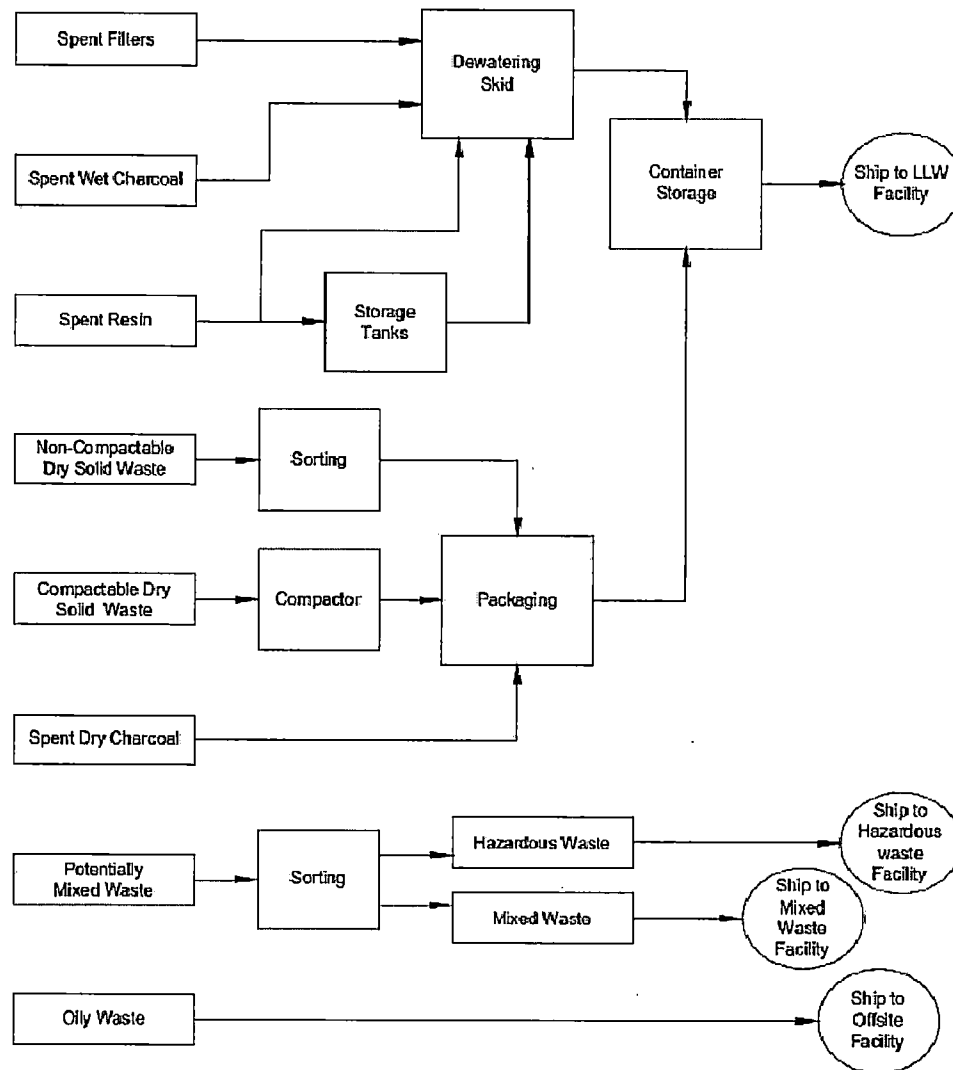 Spent Filters
Dewatering
Skid
Spent Wet Charcoal
Container
Storage
Ship to LLW
Facility
Spent Resin
Storage
Tanks
Non-Compactable
Dry Solid Waste
Sorting
Compactable Dry
Solid Waste
Compactor
Packaging
Spent Dry Charcoal
Potentially
Mixed Waste
Sorting
Hazardous Waste
Ship to
Hazardous
waste
Facility
Mixed Waste
Ship to
Mixed
Waste
Facility
Oily Waste
Ship to
Offsite
Facility